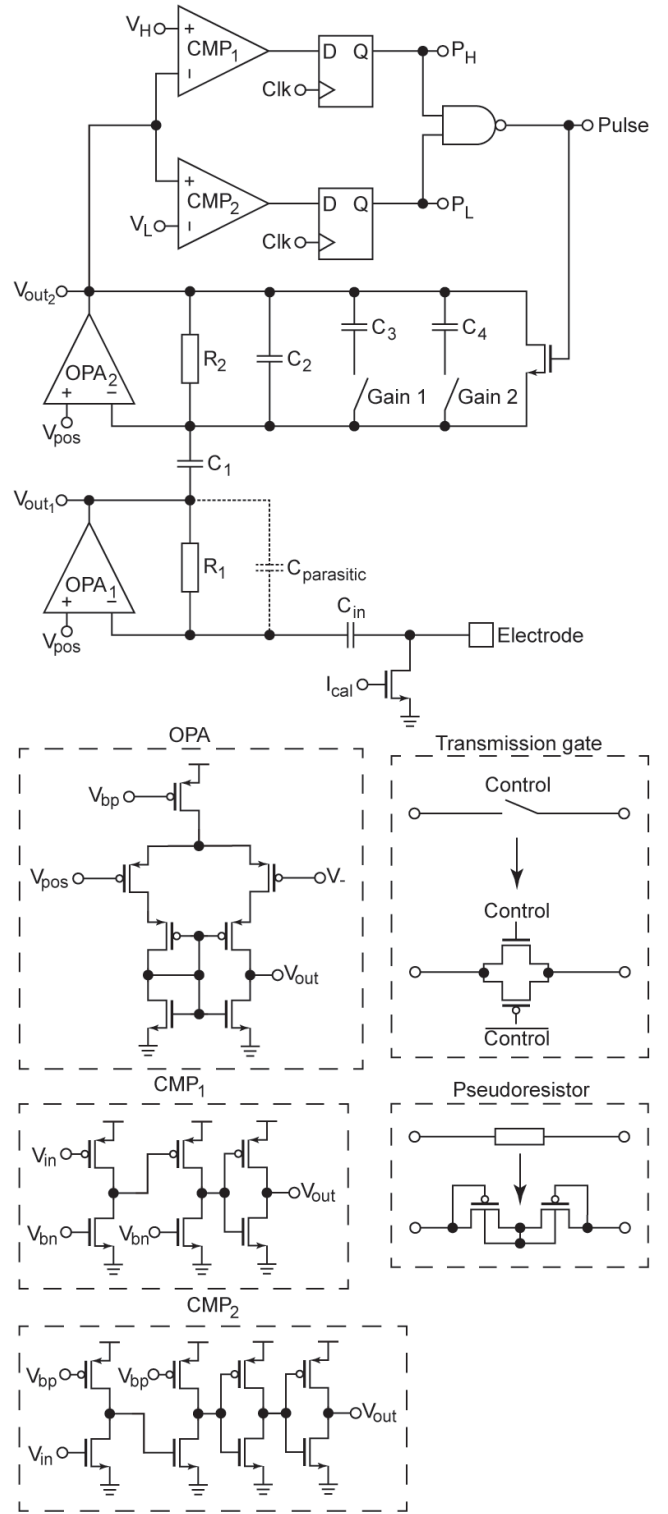 V_H
+
CMP_1
−
D Q
Clk
P_H
Pulse
+
CMP_2
−
V_L
D Q
Clk
P_L
V_out2
OPA_2
+ −
V_pos
R_2
C_2
C_3
C_4
Gain 1
Gain 2
C_1
V_out1
OPA_1
+ −
V_pos
R_1
C_parasitic
C_in
Electrode
I_cal
OPA
V_bp
V_pos
V_-
V_out
Transmission gate
Control
Control
Control
CMP_1
V_in
V_bn
V_bn
V_out
Pseudoresistor
CMP_2
V_bp
V_bp
V_in
V_out